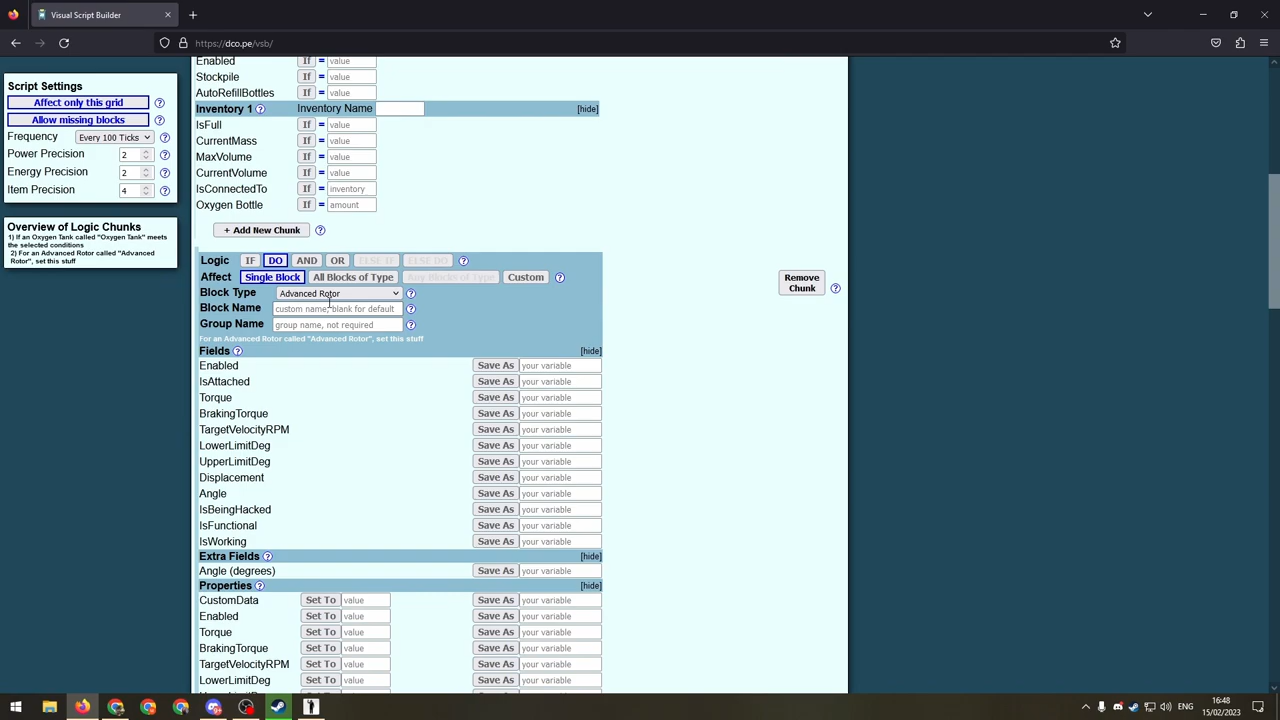 Visual Script Builder
https://dco.pe/vsb/
Script Settings
Affect only this grid ?
Allow missing blocks ?
Frequency Every 100 Ticks ?
Power Precision 2 ?
Energy Precision 2 ?
Item Precision 4 ?
Overview of Logic Chunks
1) If an Oxygen Tank called "Oxygen Tank" meets
the selected conditions
2) For an Advanced Rotor called "Advanced
Rotor", set this stuff
Enabled If = value
Stockpile If = value
AutoRefillBottles If = value
Inventory 1 ? Inventory Name [hide]
IsFull If = value
CurrentMass If = value
MaxVolume If = value
CurrentVolume If = value
IsConnectedTo If = inventory
Oxygen Bottle If = amount
+ Add New Chunk ?
Logic IF DO AND OR ELSE IF ELSE DO ?
Affect Single Block All Blocks of Type Any Blocks of Type Custom ?
Remove
Chunk ?
Block Type Advanced Rotor ?
Block Name custom name, blank for default ?
Group Name group name, not required ?
For an Advanced Rotor called "Advanced Rotor", set this stuff
Fields ? [hide]
Enabled Save As your variable
IsAttached Save As your variable
Torque Save As your variable
BrakingTorque Save As your variable
TargetVelocityRPM Save As your variable
LowerLimitDeg Save As your variable
UpperLimitDeg Save As your variable
Displacement Save As your variable
Angle Save As your variable
IsBeingHacked Save As your variable
IsFunctional Save As your variable
IsWorking Save As your variable
Extra Fields ? [hide]
Angle (degrees) Save As your variable
Properties ? [hide]
CustomData Set To value Save As your variable
Enabled Set To value Save As your variable
Torque Set To value Save As your variable
BrakingTorque Set To value Save As your variable
TargetVelocityRPM Set To value Save As your variable
LowerLimitDeg Set To value Save As your variable
ENG
16:48
15/02/2023